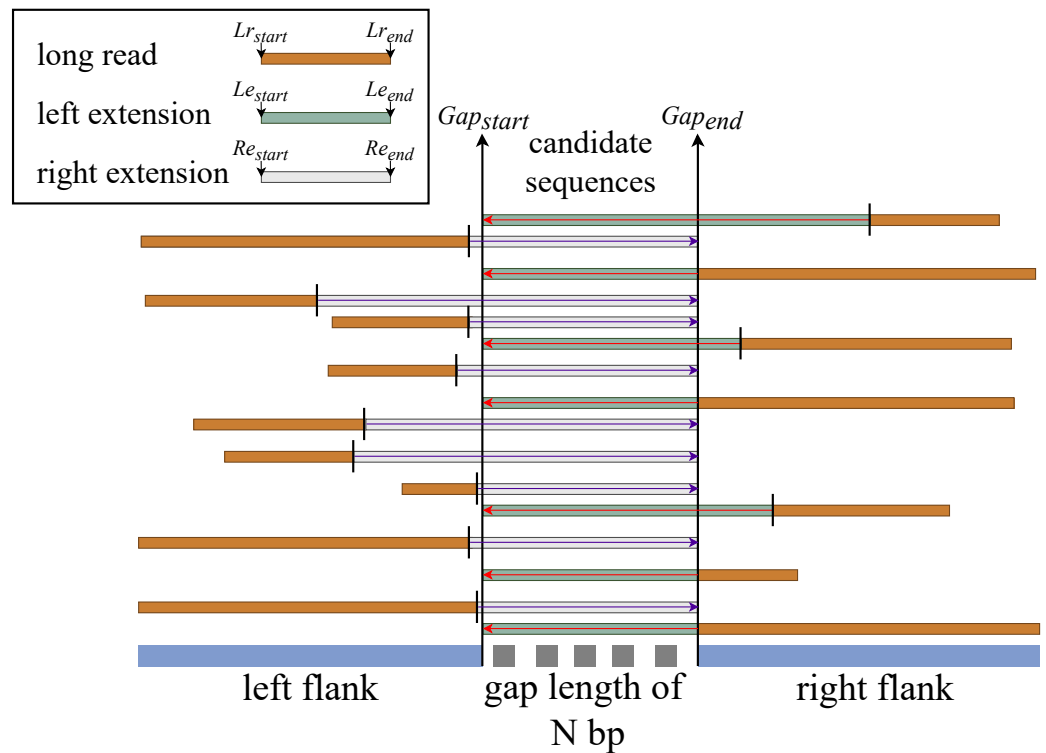 Lr_start Lr_end
long read
Le_start Le_end
left extension
Re_start Re_end
right extension
Gap_start
candidate
sequences
Gap_end
left flank
gap length of
N bp
right flank